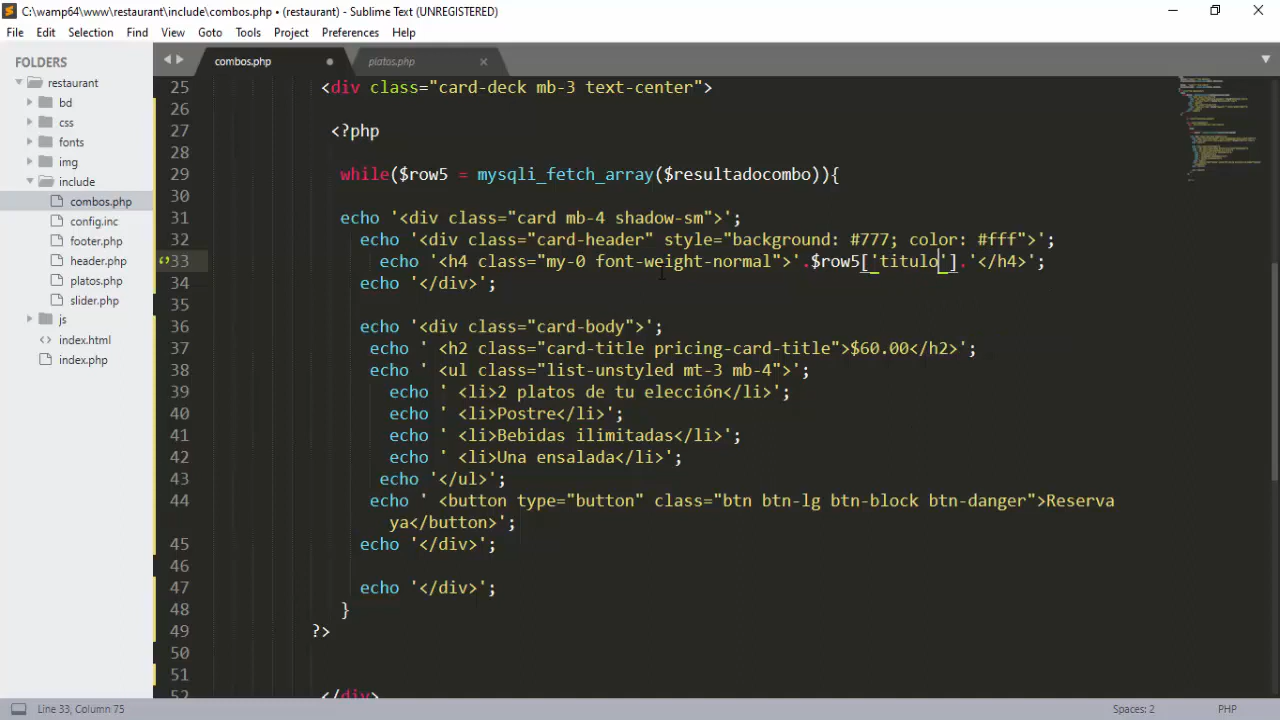 C:\wamp64\www\restaurant\include\combos.php • (restaurant) - Sublime Text (UNREGISTERED)
File Edit Selection Find View Goto Tools Project Preferences Help
FOLDERS
restaurant
bd
css
fonts
img
include
combos.php
config.inc
footer.php
header.php
platos.php
slider.php
js
index.html
index.php
combos.php
platos.php
25 <div class="card-deck mb-3 text-center">
26
27 <?php
28
29 while($row5 = mysqli_fetch_array($resultadocombo)){
30
31 echo '<div class="card mb-4 shadow-sm">';
32 echo '<div class="card-header" style="background: #777; color: #fff">';
33 echo '<h4 class="my-0 font-weight-normal">'.$row5['titulo'].'</h4>';
34 echo '</div>';
35
36 echo '<div class="card-body">';
37 echo ' <h2 class="card-title pricing-card-title">$60.00</h2>';
38 echo ' <ul class="list-unstyled mt-3 mb-4">';
39 echo ' <li>2 platos de tu elección</li>';
40 echo ' <li>Postre</li>';
41 echo ' <li>Bebidas ilimitadas</li>';
42 echo ' <li>Una ensalada</li>';
43 echo '</ul>';
44 echo ' <button type="button" class="btn btn-lg btn-block btn-danger">Reserva
ya</button>';
45 echo '</div>';
46
47 echo '</div>';
48 }
49 ?>
50
51
52 </div>
Line 33, Column 75
Spaces: 2
PHP